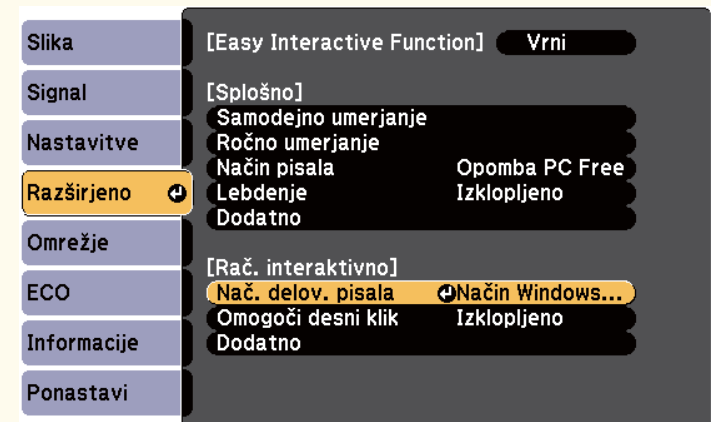 Slika
Signal
Nastavitve
Razširjeno
Omrežje
ECO
Informacije
Ponastavi
[Easy Interactive Function] Vrni
[Splošno]
Samodejno umerjanje
Ročno umerjanje
Način pisala Opomba PC Free
Lebdenje Izklopljeno
Dodatno
[Rač. interaktivno]
Nač. delov. pisala Način Windows...
Omogoči desni klik Izklopljeno
Dodatno